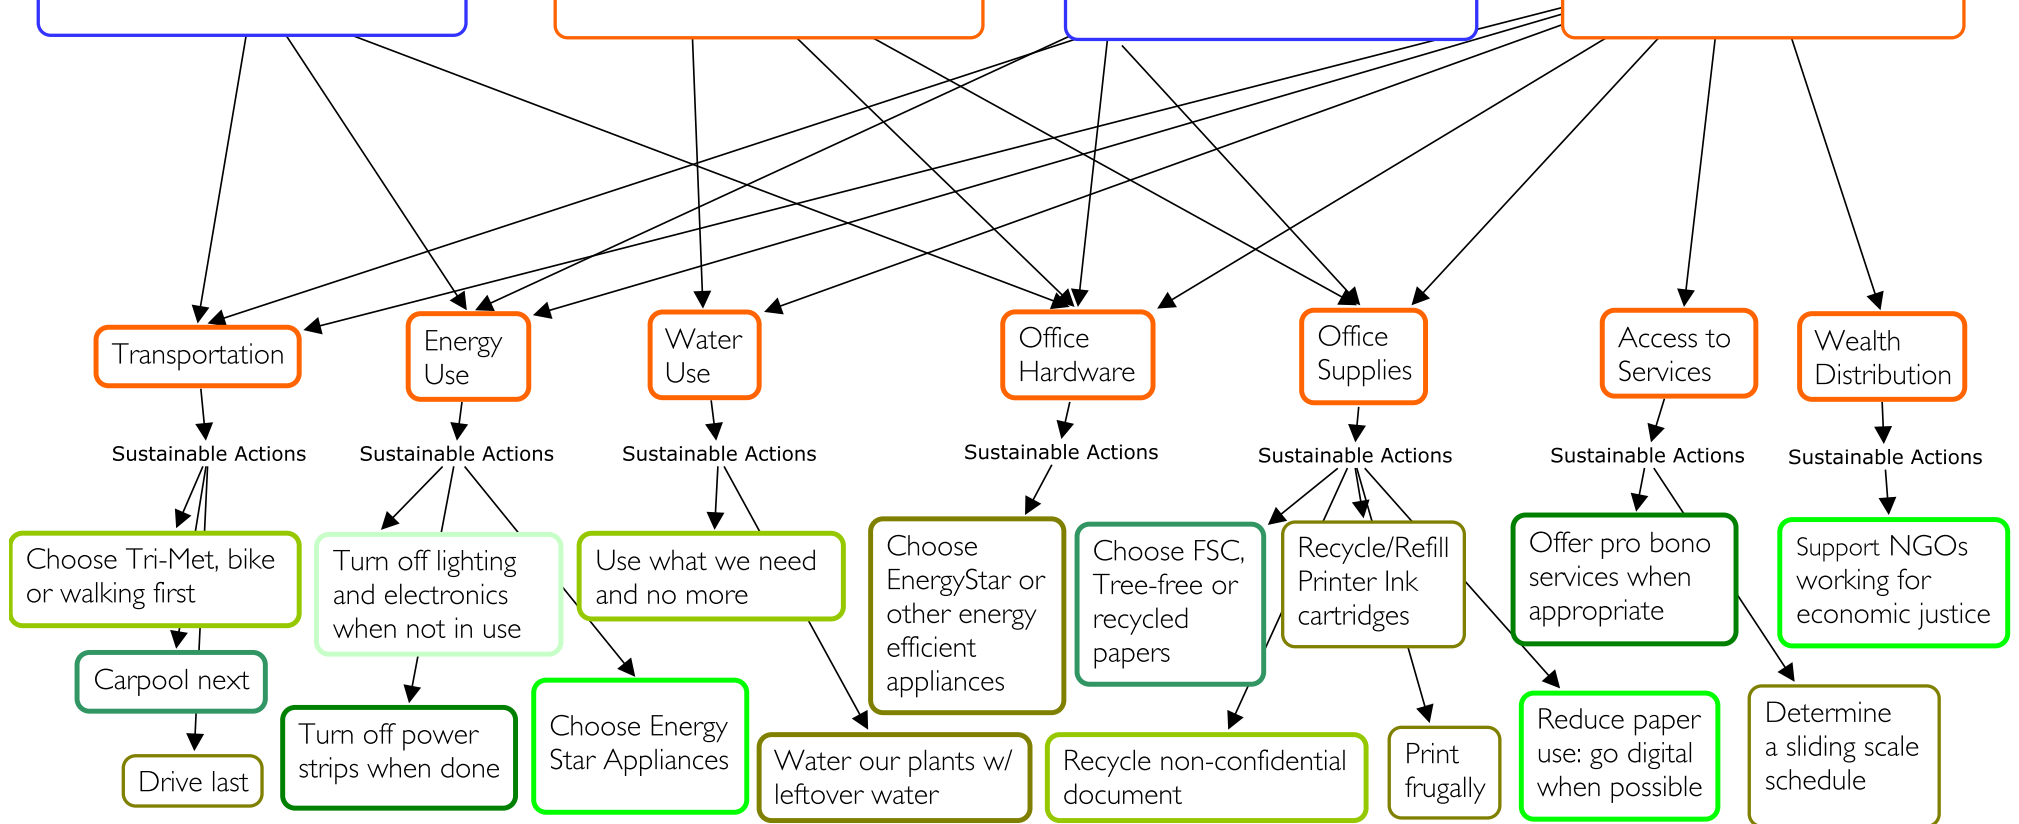 Transportation
Energy
Use
Water
Use
Office
Hardware
Office
Supplies
Access to
Services
Wealth
Distribution
Sustainable Actions
Sustainable Actions
Sustainable Actions
Sustainable Actions
Sustainable Actions
Sustainable Actions
Sustainable Actions
Choose Tri-Met, bike
or walking first
Carpool next
Drive last
Turn off lighting
and electronics
when not in use
Turn off power
strips when done
Choose Energy
Star Appliances
Use what we need
and no more
Water our plants w/
leftover water
Choose
EnergyStar or
other energy
efficient
appliances
Choose FSC,
Tree-free or
recycled
papers
Recycle/Refill
Printer Ink
cartridges
Recycle non-confidential
document
Print
frugally
Reduce paper
use: go digital
when possible
Offer pro bono
services when
appropriate
Determine
a sliding scale
schedule
Support NGOs
working for
economic justice